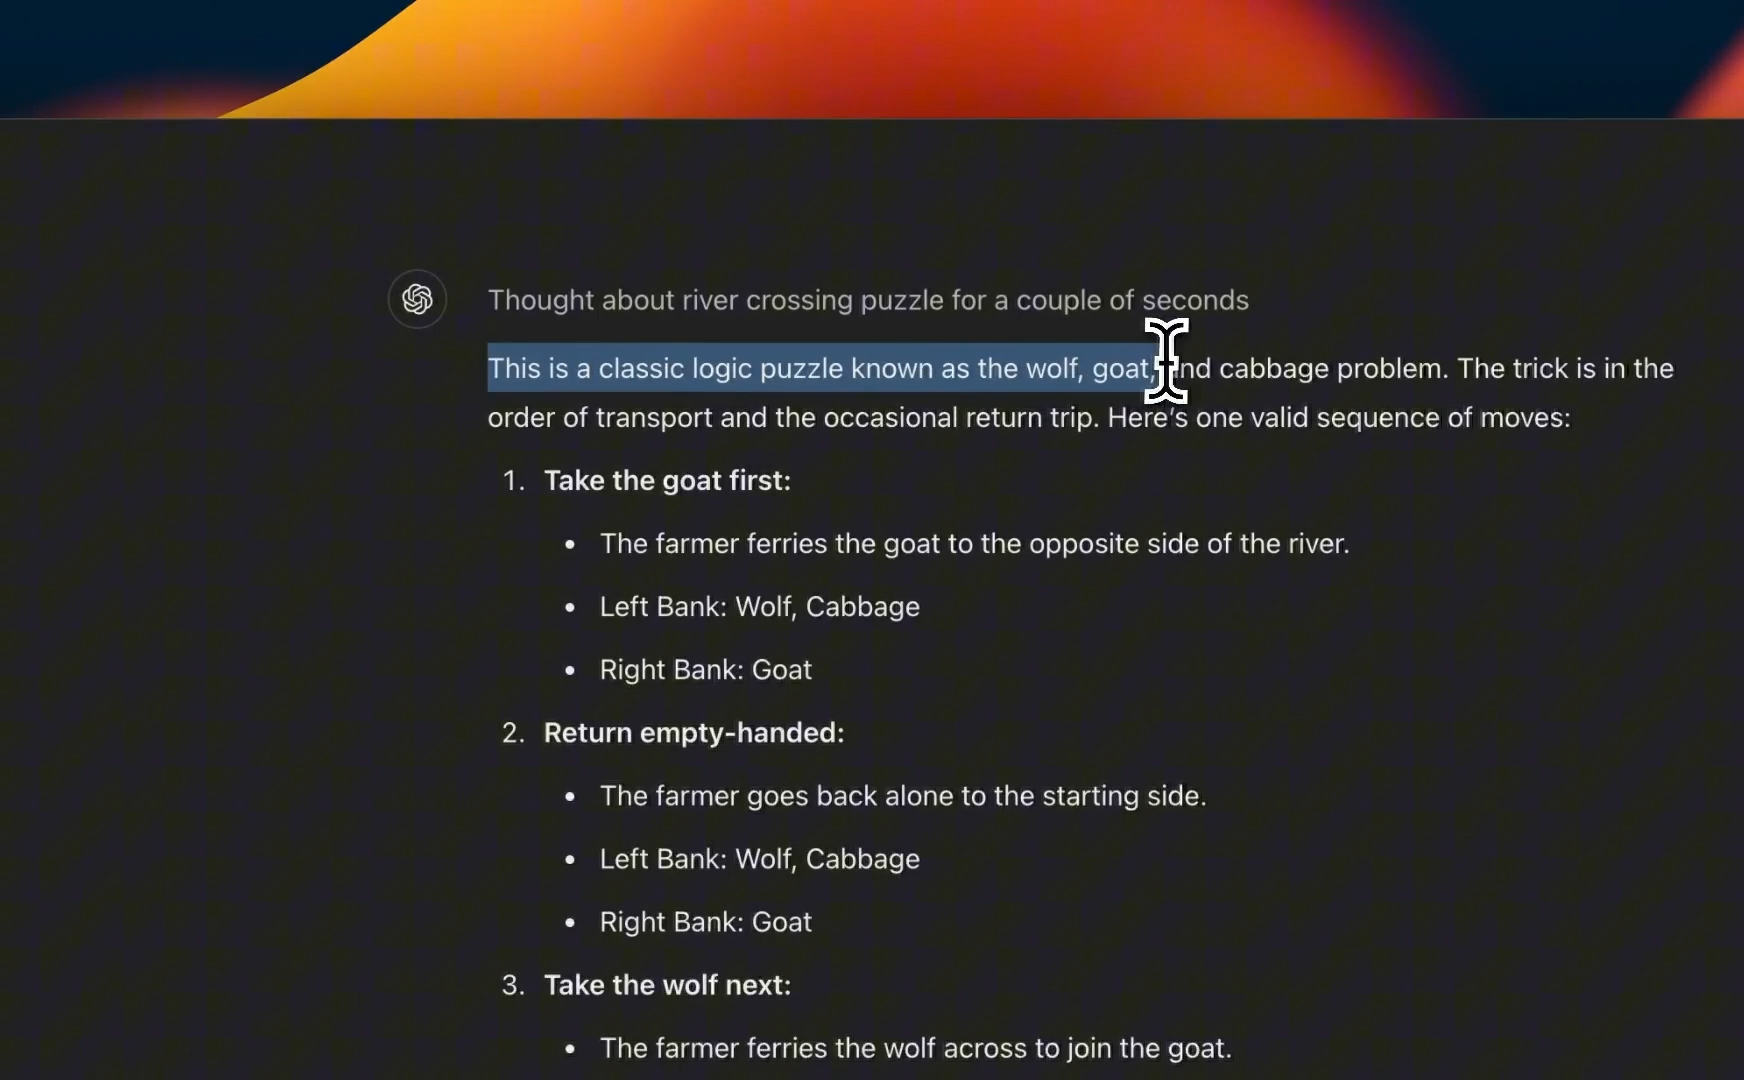 Thought about river crossing puzzle for a couple of seconds
This is a classic logic puzzle known as the wolf, goat, and cabbage problem. The trick is in the
order of transport and the occasional return trip. Here's one valid sequence of moves:
1. Take the goat first:
• The farmer ferries the goat to the opposite side of the river.
• Left Bank: Wolf, Cabbage
• Right Bank: Goat
2. Return empty-handed:
• The farmer goes back alone to the starting side.
• Left Bank: Wolf, Cabbage
• Right Bank: Goat
3. Take the wolf next:
• The farmer ferries the wolf across to join the goat.